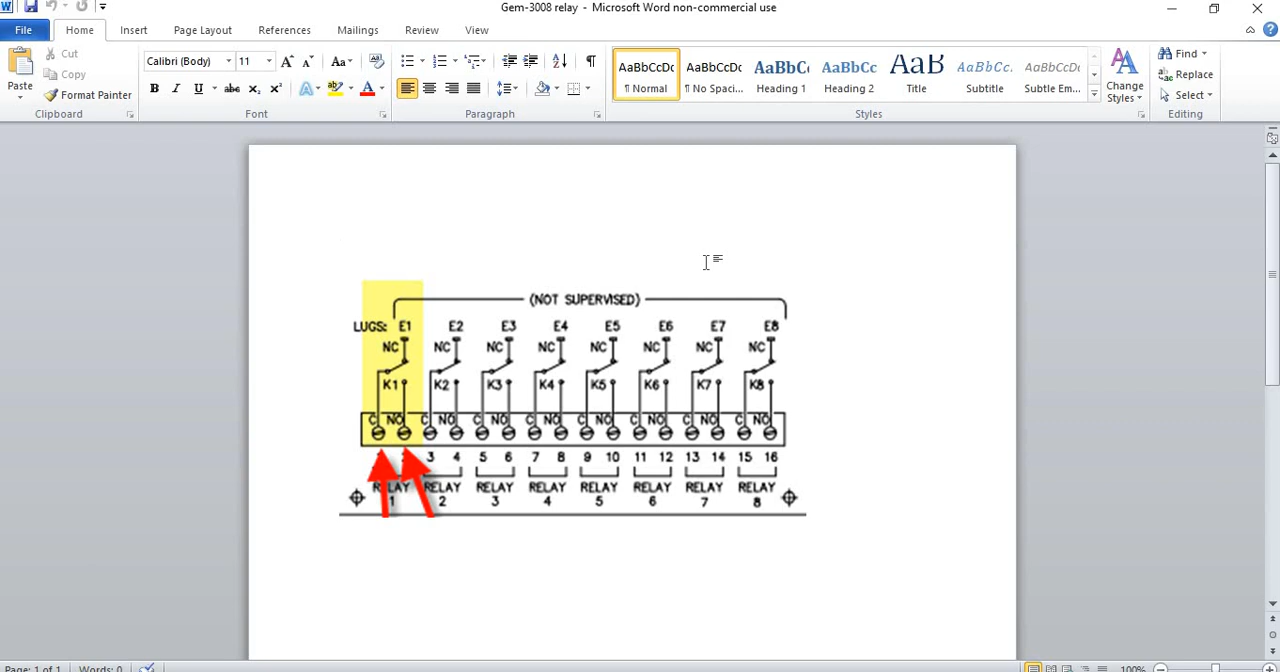 Gem-3008 relay - Microsoft Word non-commercial use
File Home Insert Page Layout References Mailings Review View
Paste
Cut
Copy
Format Painter
Clipboard
Calibri (Body) 11
Aa
B I U abc x₂ x² A ab A
Font
Paragraph
AaBbCcDc AaBbCcDc AaBbC AaBbCc AaB AaBbCc. AaBbCcDc
¶ Normal ¶ No Spaci... Heading 1 Heading 2 Title Subtitle Subtle Em...
Styles
Change Styles
Find
Replace
Select
Editing
(NOT SUPERVISED)
LUGS: E1 E2 E3 E4 E5 E6 E7 E8
NC NC NC NC NC NC NC NC
K1 K2 K3 K4 K5 K6 K7 K8
C NO C NO C NO C NO C NO C NO C NO C NO
3 4 5 6 7 8 9 10 11 12 13 14 15 16
RELAY RELAY RELAY RELAY RELAY RELAY RELAY RELAY
1 2 3 4 5 6 7 8
Page: 1 of 1 Words: 0 100%